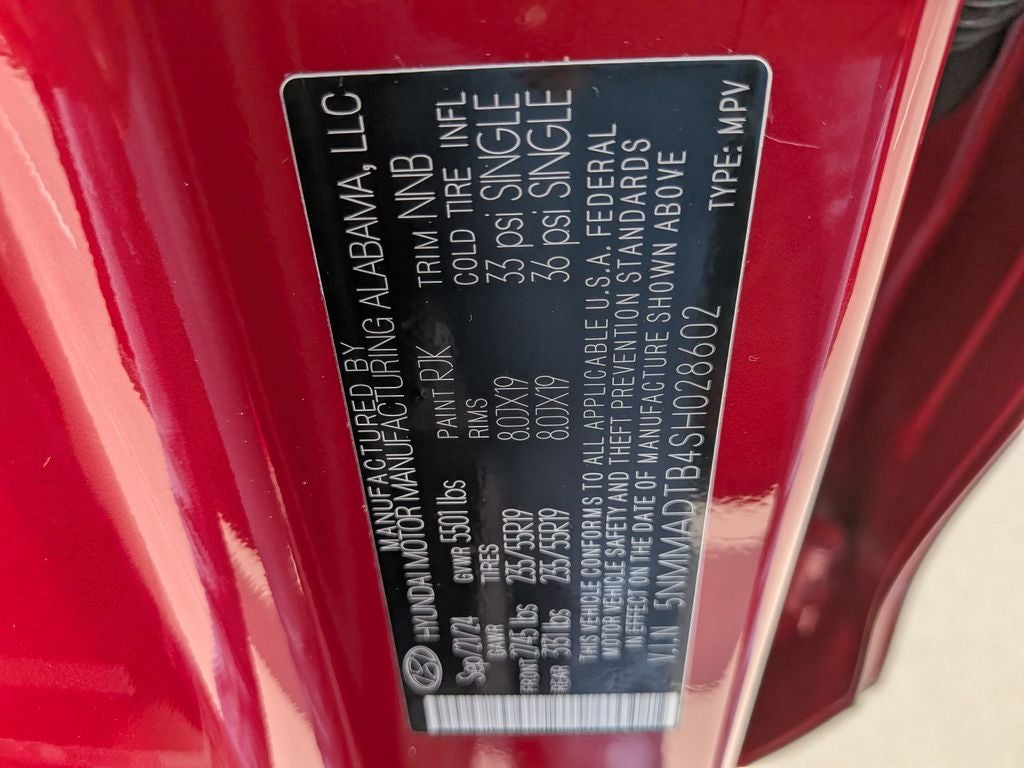 MANUFACTURED BY
HYUNDAI MOTOR MANUFACTURING ALABAMA, LLC
Sep/27/24 GVWR 5501 lbs PAINT RJK TRIM NNB
GAWR TIRES RIMS COLD TIRE INFL
FRONT 2745 lbs 235/55R19 8.0JX19 33 psi SINGLE
REAR 3131 lbs 235/55R19 8.0JX19 36 psi SINGLE
THIS VEHICLE CONFORMS TO ALL APPLICABLE U.S.A. FEDERAL
MOTOR VEHICLE SAFETY AND THEFT PREVENTION STANDARDS
IN EFFECT ON THE DATE OF MANUFACTURE SHOWN ABOVE
V.I.N. 5NMMADTB4SH028602 TYPE: MPV